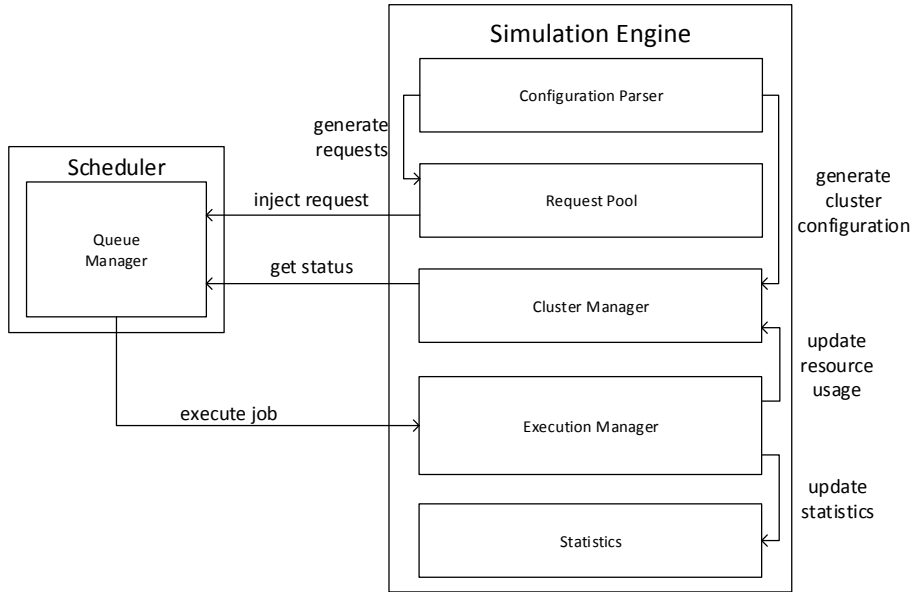 Simulation Engine
Configuration Parser
generate
requests
Scheduler
generate
cluster
configuration
inject request
Request Pool
Queue
Manager
get status
Cluster Manager
update
resource
usage
execute job
Execution Manager
update
statistics
Statistics